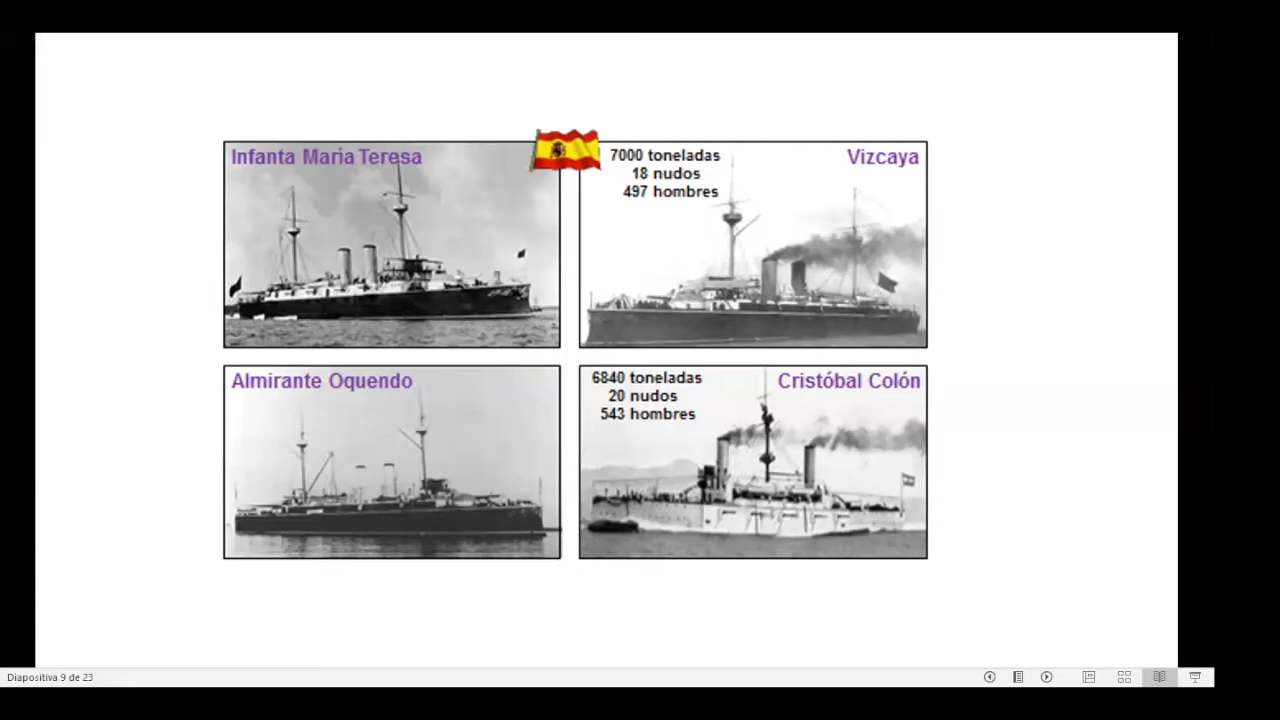 Infanta María Teresa
7000 toneladas
18 nudos
497 hombres
Vizcaya
Almirante Oquendo
6840 toneladas
20 nudos
543 hombres
Cristóbal Colón
Diapositiva 9 de 23